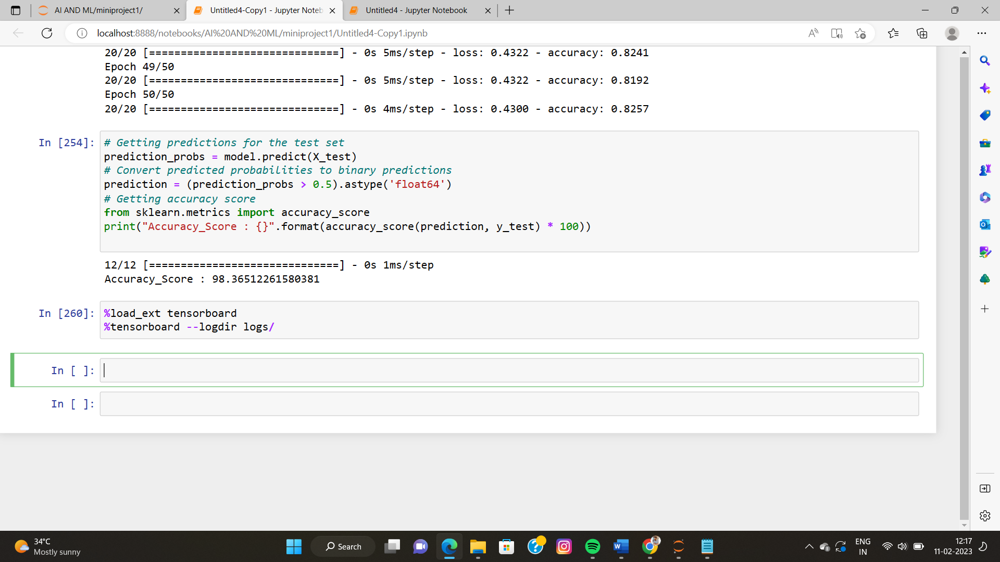 AI AND ML/miniproject1/
Untitled4-Copy1 - Jupyter Noteb
Untitled4 - Jupyter Notebook
localhost:8888/notebooks/AI%20AND%20ML/miniproject1/Untitled4-Copy1.ipynb
20/20 [==============================] - 0s 5ms/step - loss: 0.4322 - accuracy: 0.8241
Epoch 49/50
20/20 [==============================] - 0s 5ms/step - loss: 0.4322 - accuracy: 0.8192
Epoch 50/50
20/20 [==============================] - 0s 4ms/step - loss: 0.4300 - accuracy: 0.8257
In [254]:
# Getting predictions for the test set
prediction_probs = model.predict(X_test)
# Convert predicted probabilities to binary predictions
prediction = (prediction_probs > 0.5).astype('float64')
# Getting accuracy score
from sklearn.metrics import accuracy_score
print("Accuracy_Score : {}".format(accuracy_score(prediction, y_test) * 100))
12/12 [==============================] - 0s 1ms/step
Accuracy_Score : 98.36512261580381
In [260]:
%load_ext tensorboard
%tensorboard --logdir logs/
In [ ]:
In [ ]:
34°C
Mostly sunny
Search
ENG
IN
12:17
11-02-2023